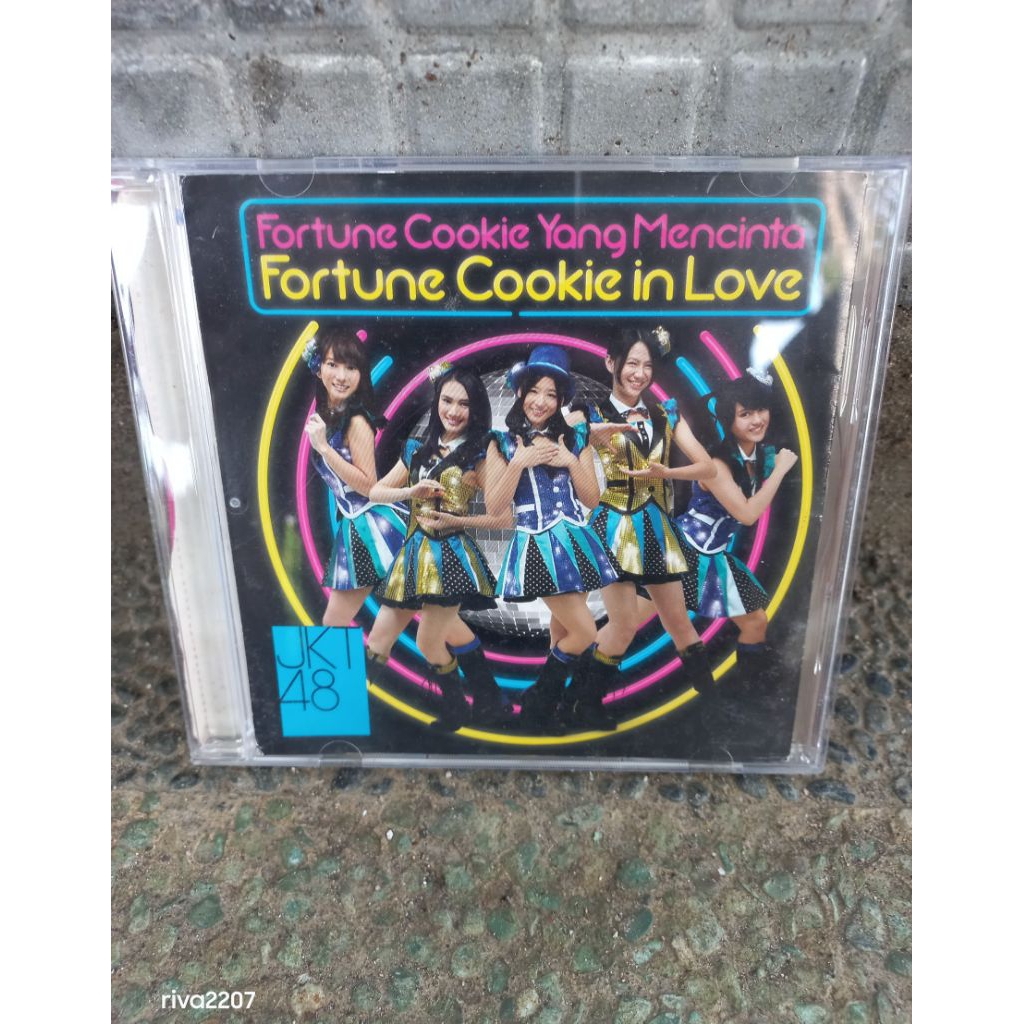 Fortune Cookie Yang Mencinta
Fortune Cookie in Love
JKT
48
riva2207